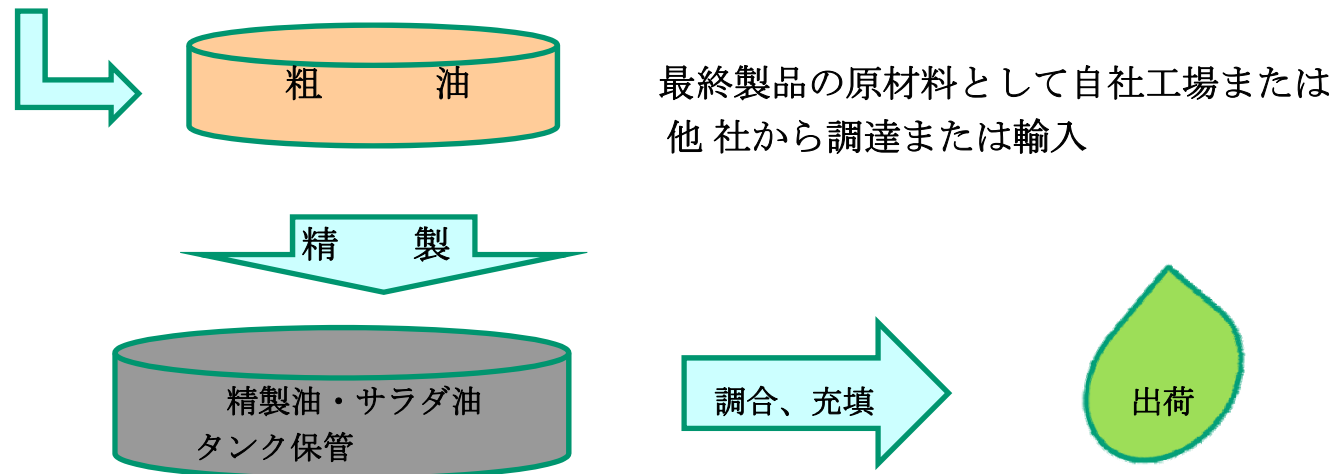 粗 油
最終製品の原材料として自社工場または
他 社から調達または輸入
精 製
精製油・サラダ油
タンク保管
調合、充填
出荷